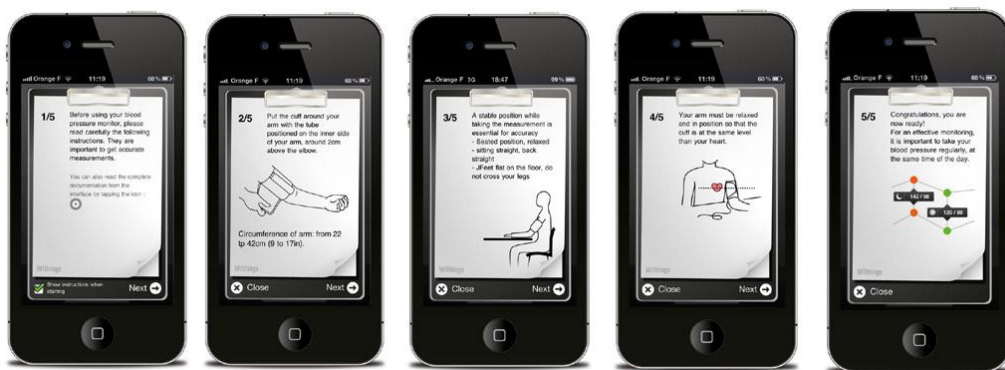 Orange F 11:19 68%
1/5
Before using your blood
pressure monitor, please
read carefully the following
instructions. They are
important to get accurate
measurements.
You can also read the complete
documentation from the
interface by tapping the icon :
Withings
Show instructions when
starting
Next
Orange F 11:19 60%
2/5
Put the cuff around your
arm with the tube
positioned on the inner side
of your arm, around 2cm
above the elbow.
Circumference of arm: from 22
tp 42cm (9 to 17in).
Withings
Close
Next
Orange F 3G 18:47 99%
3/5
A stable position while
taking the measurement is
essential for accuracy
- Seated position, relaxed
- sitting straight, back
straight
- JFeet flat on the floor, do
not cross your legs
Withings
Close
Next
Orange F 11:19 60%
4/5
Your arm must be relaxed
and in position so that the
cuff is at the same level
than your heart.
Withings
Close
Next
Orange F 11:19 68%
5/5
Congratulations, you are
now ready!
For an effective monitoring,
it is important to take your
blood pressure regularly, at
the same time of the day.
Withings
Close